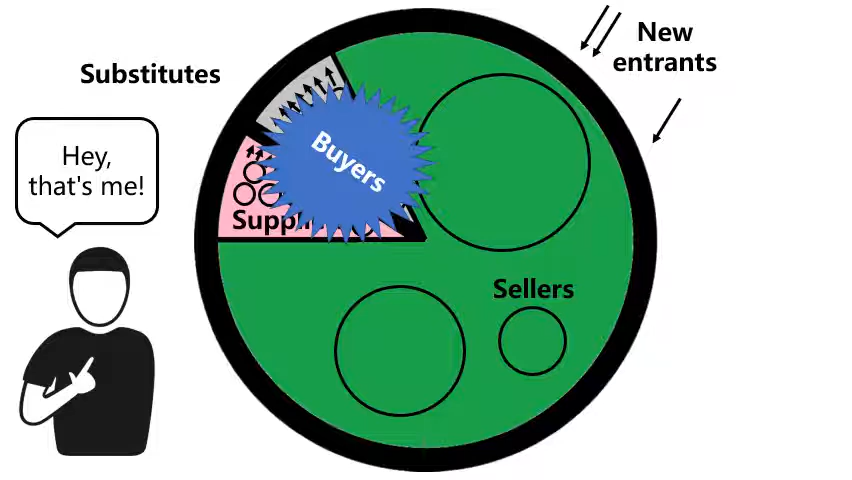 Substitutes
New
entrants
Hey,
that's me!
Buyers
Sellers